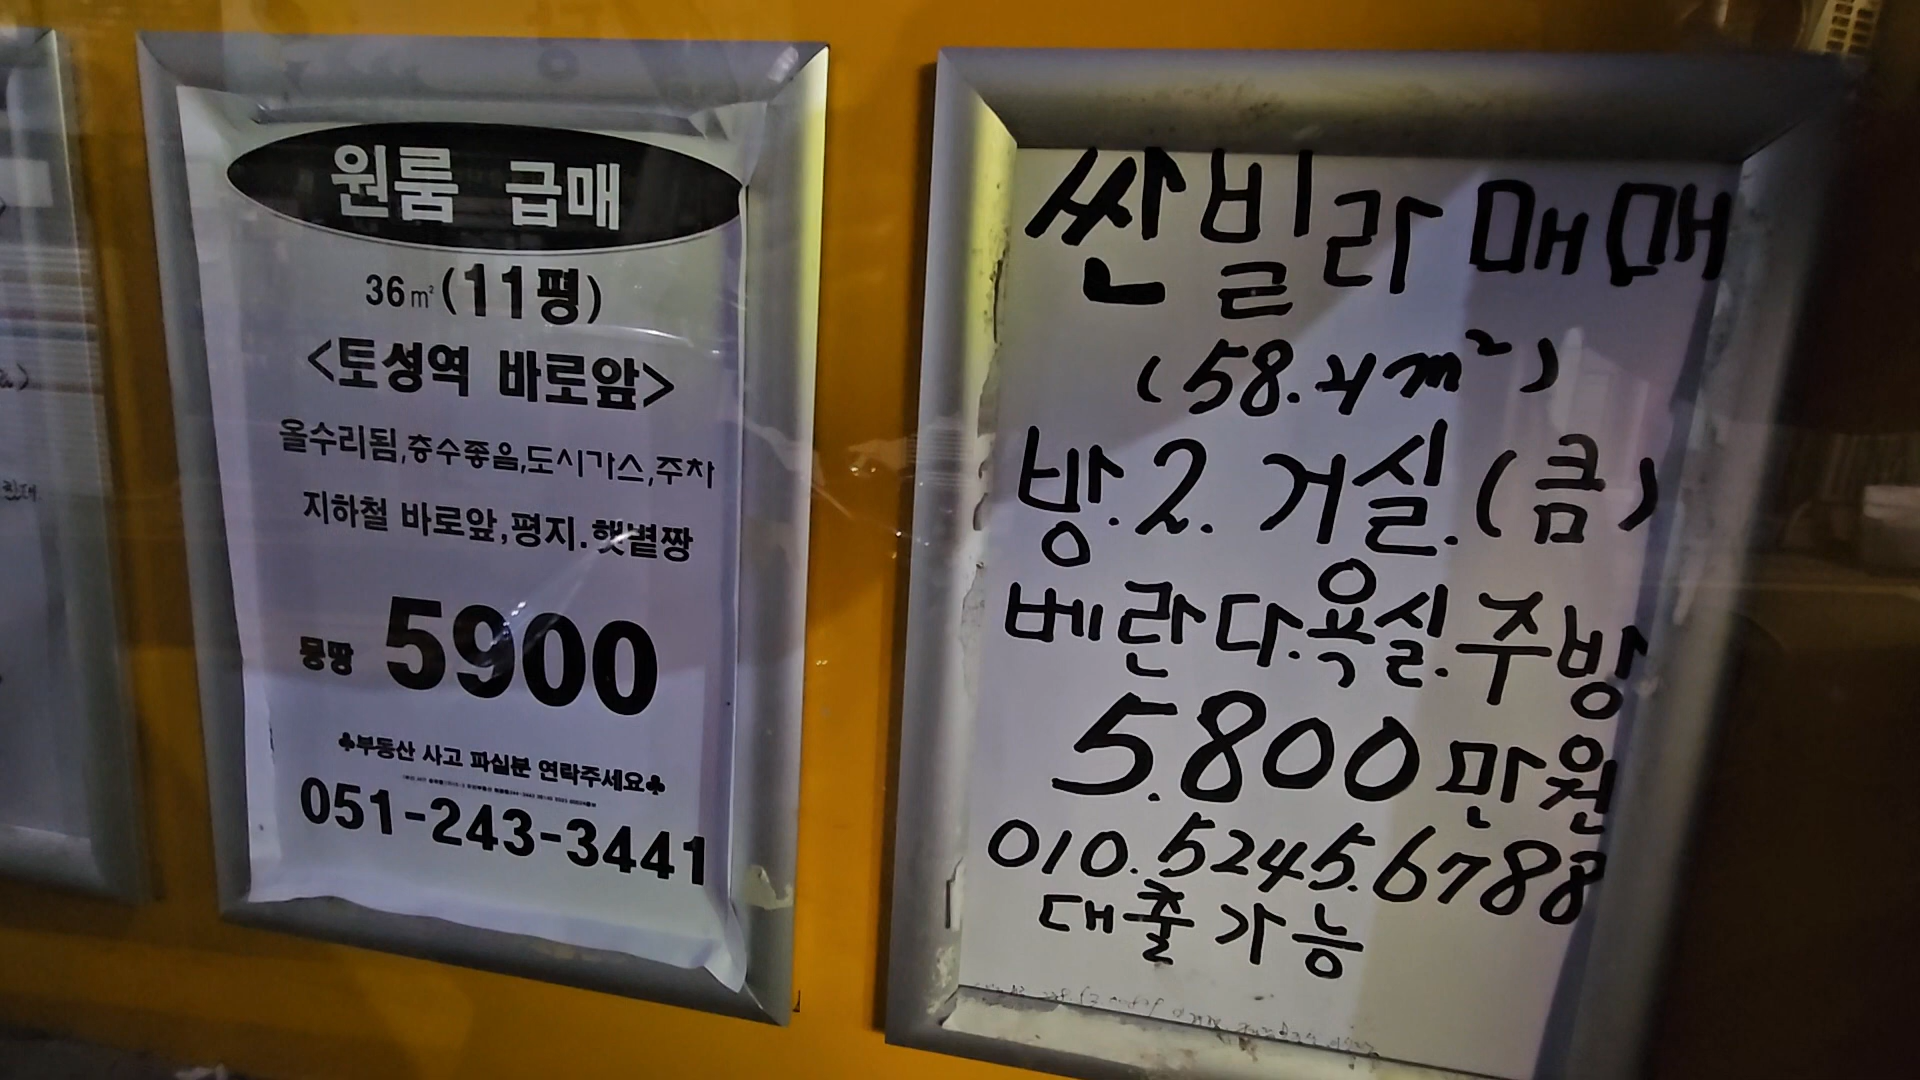 원룸 급매
36㎡(11평)
<토성역 바로앞>
올수리됨,층수좋음,도시가스,주차
지하철 바로앞,평지.햇볕짱
몽땅 5900
♣부동산 사고 파실분 연락주세요♣
051-243-3441
싼빌라 매매
(58.4m²)
방.2. 거실.(큼)
베란다.욕실.주방
5.800만원
010.5245.6788
대출가능